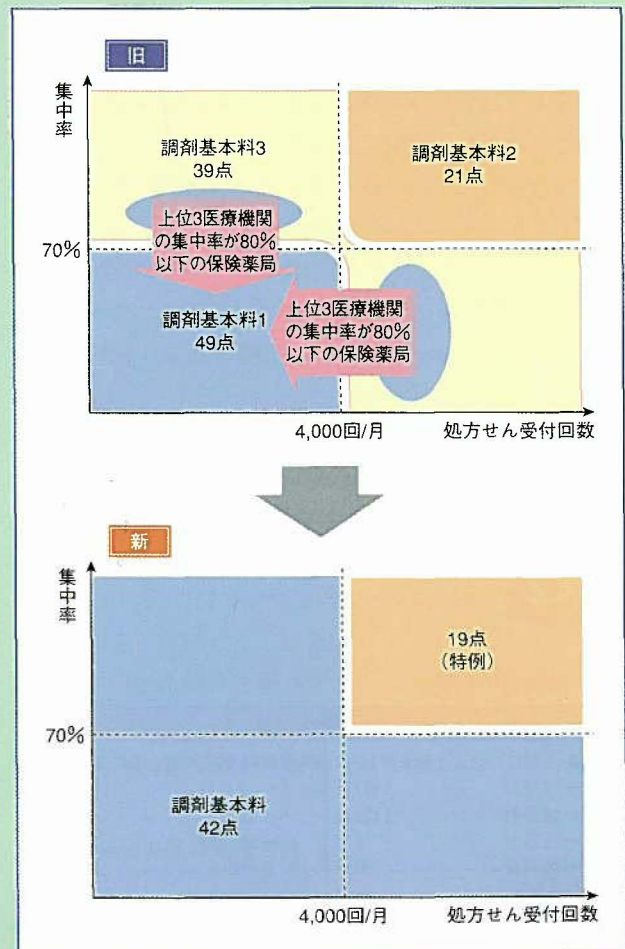 旧
集中率
調剤基本料3
39点
調剤基本料2
21点
上位3医療機関
の集中率が80%
以下の保険薬局
70%
調剤基本料1
49点
上位3医療機関
の集中率が80%
以下の保険薬局
4,000回/月
処方せん受付回数
新
集中率
19点
(特例)
70%
調剤基本料
42点
4,000回/月
処方せん受付回数